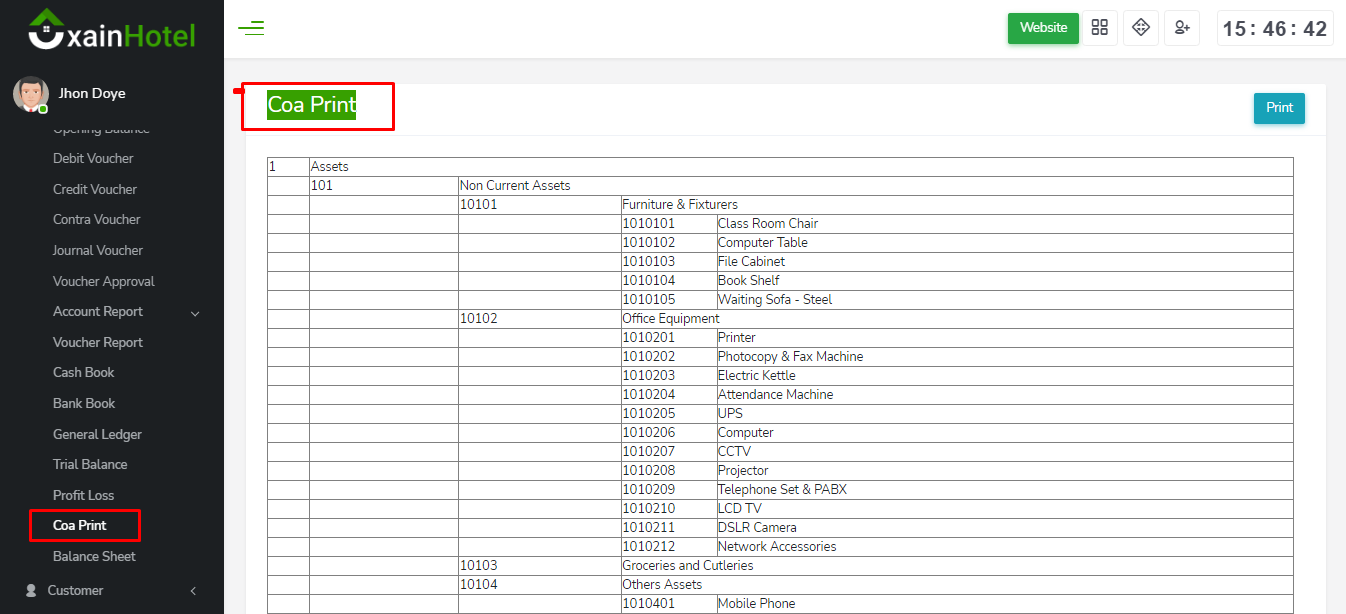 xainHotel
Website
15 : 46 : 42
Jhon Doye
Opening Balance
Debit Voucher
Credit Voucher
Contra Voucher
Journal Voucher
Voucher Approval
Account Report
Voucher Report
Cash Book
Bank Book
General Ledger
Trial Balance
Profit Loss
Coa Print
Balance Sheet
Customer
Coa Print
Print
1 Assets
101 Non Current Assets
10101 Furniture & Fixturers
1010101 Class Room Chair
1010102 Computer Table
1010103 File Cabinet
1010104 Book Shelf
1010105 Waiting Sofa - Steel
10102 Office Equipment
1010201 Printer
1010202 Photocopy & Fax Machine
1010203 Electric Kettle
1010204 Attendance Machine
1010205 UPS
1010206 Computer
1010207 CCTV
1010208 Projector
1010209 Telephone Set & PABX
1010210 LCD TV
1010211 DSLR Camera
1010212 Network Accessories
10103 Groceries and Cutleries
10104 Others Assets
1010401 Mobile Phone